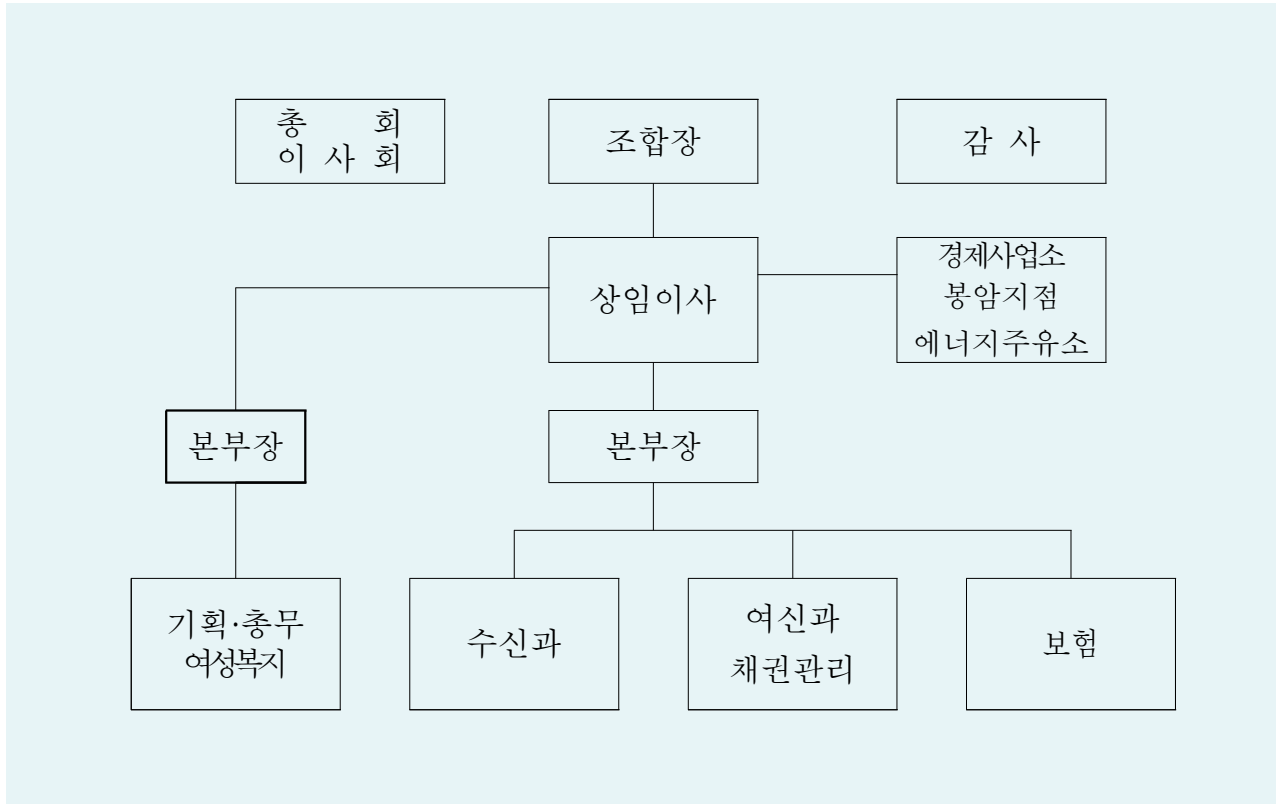 총 회
이 사 회
조합장
감 사
상임이사
경제사업소
봉암지점
에너지주유소
본부장
본부장
기획·총무
여성복지
수신과
여신과
채권관리
보험